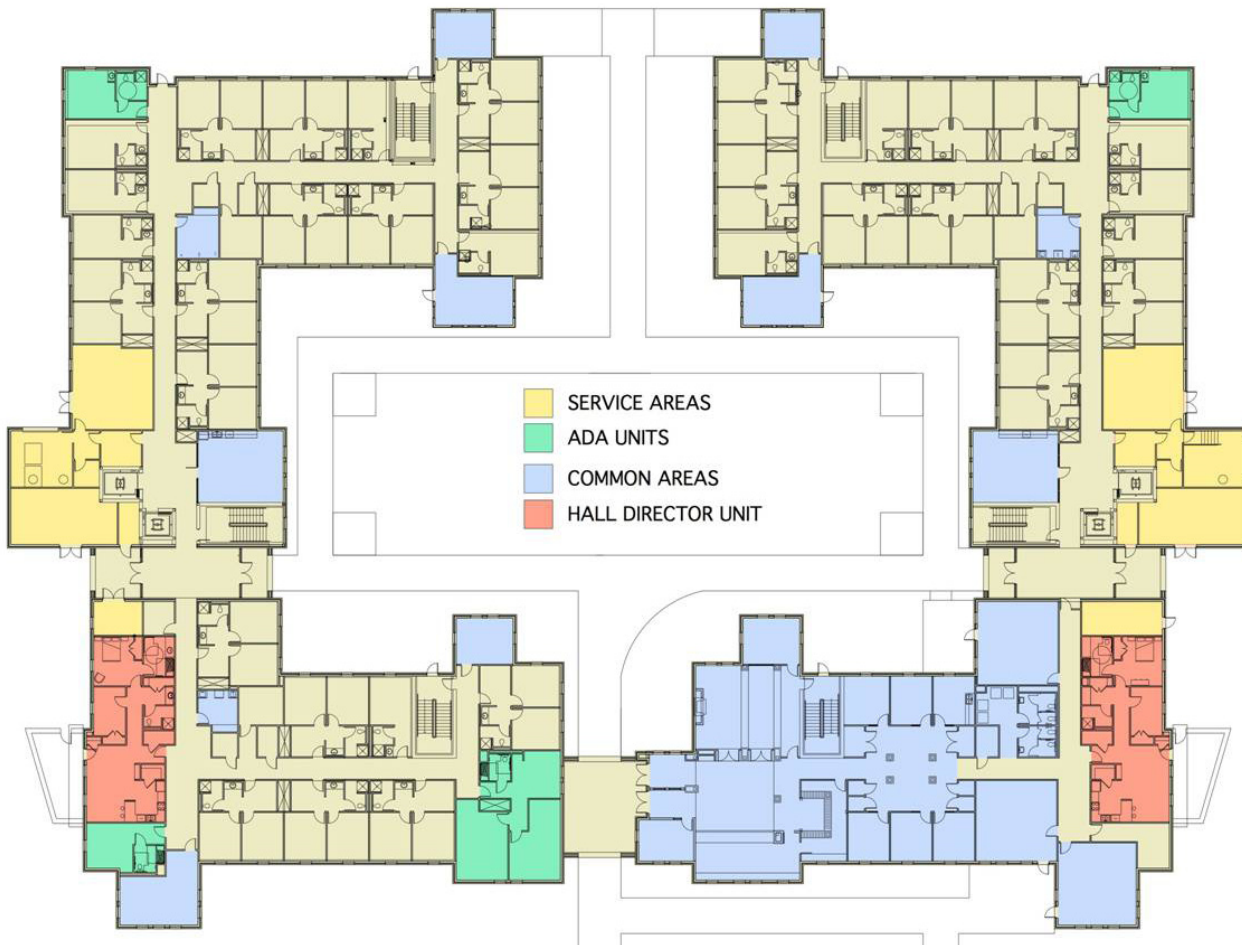 SERVICE AREAS
ADA UNITS
COMMON AREAS
HALL DIRECTOR UNIT